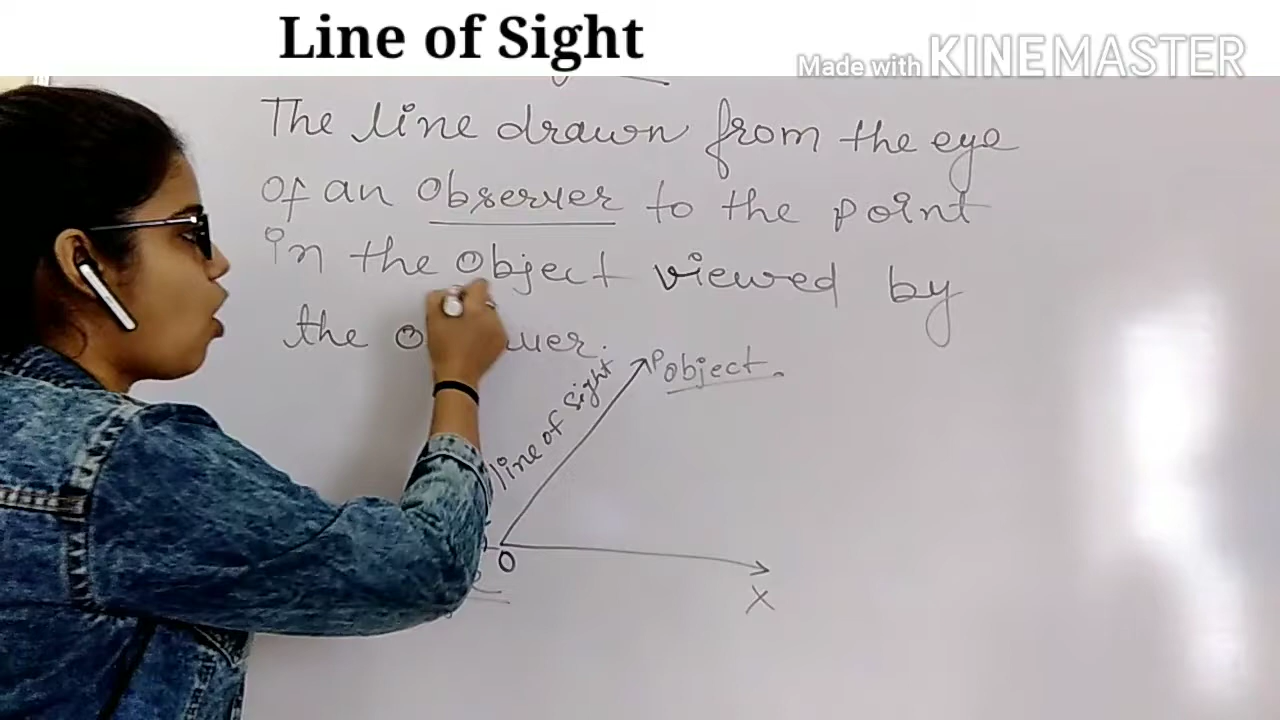 Line of Sight
Made with KINEMASTER
The line drawn from the eye
of an Observer to the point
in the Object viewed by
the
P object.
line of sight
O
X